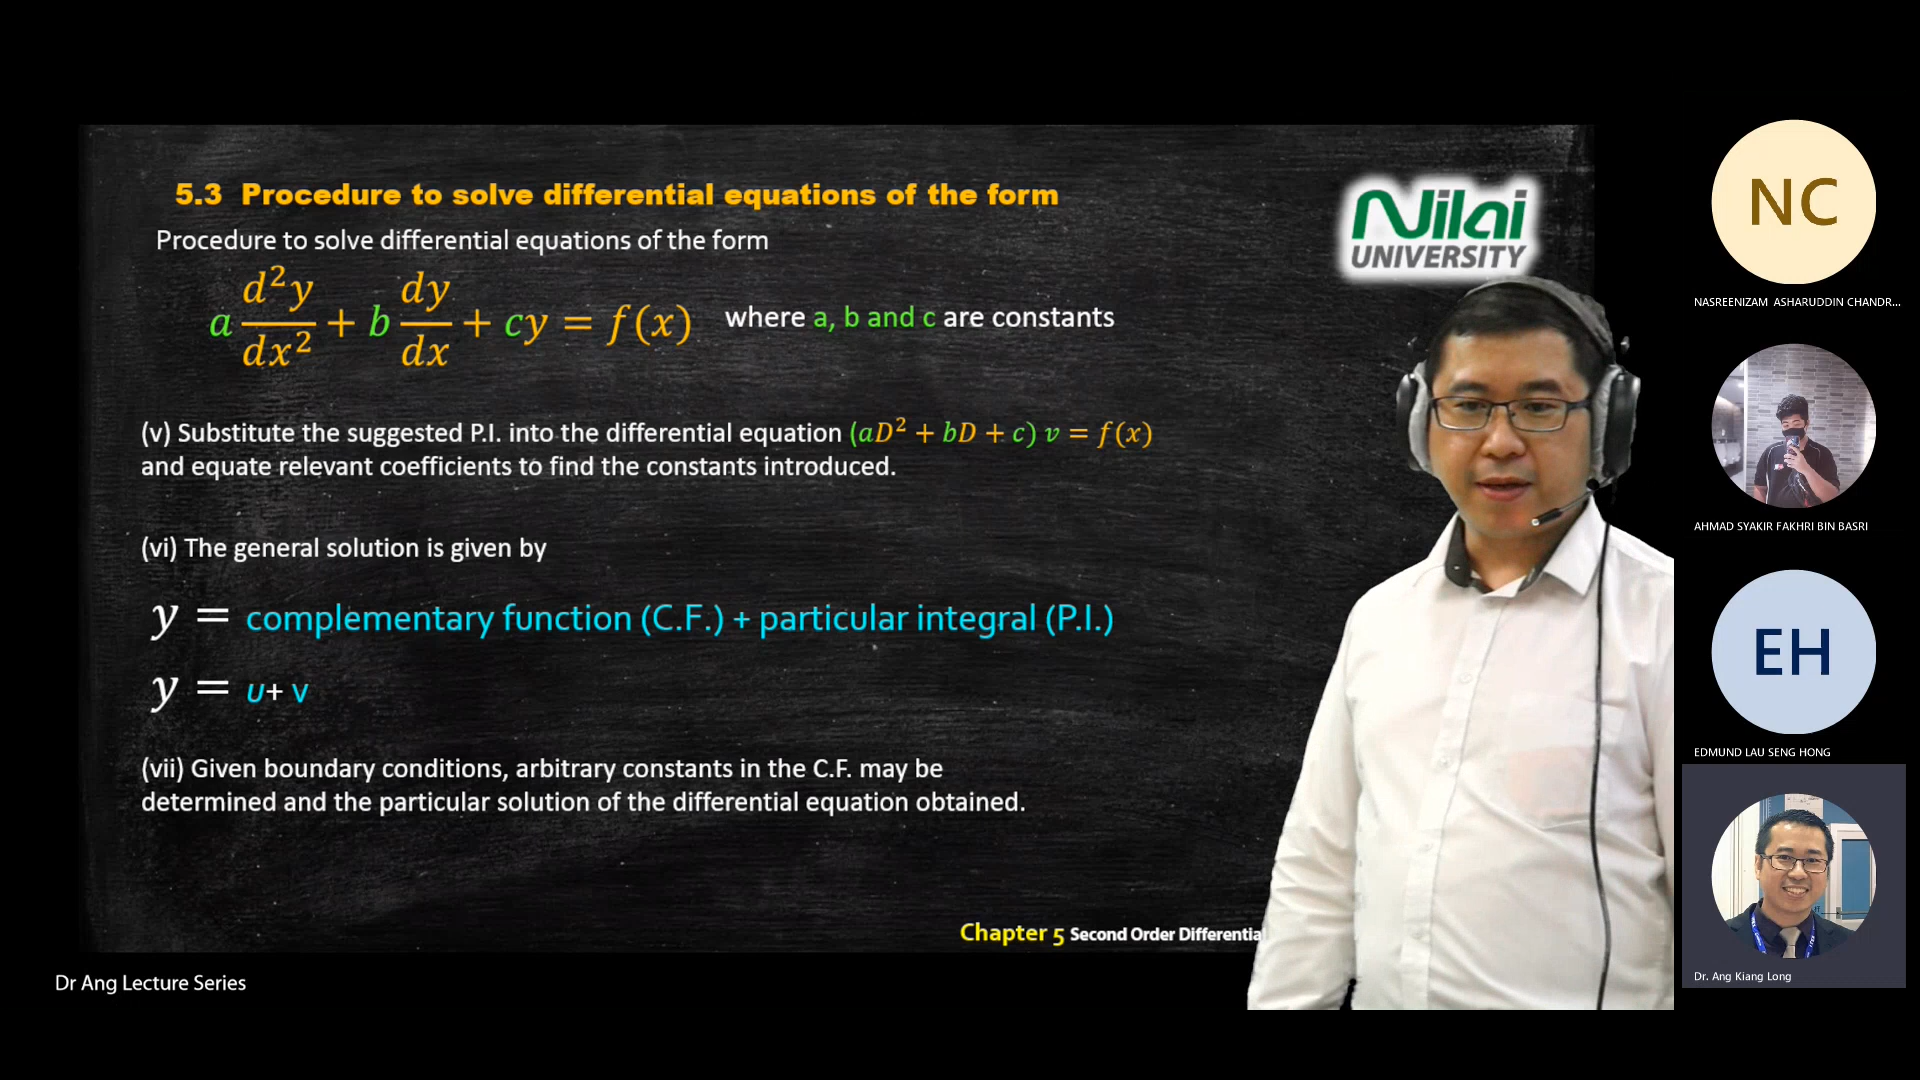 5.3 Procedure to solve differential equations of the form
Procedure to solve differential equations of the form
a d²y/dx² + b dy/dx + cy = f(x) where a, b and c are constants
(v) Substitute the suggested P.I. into the differential equation (aD² + bD + c) v = f(x)
and equate relevant coefficients to find the constants introduced.
(vi) The general solution is given by
y = complementary function (C.F.) + particular integral (P.I.)
y = u+ v
(vii) Given boundary conditions, arbitrary constants in the C.F. may be
determined and the particular solution of the differential equation obtained.
Chapter 5 Second Order Differential
Dr Ang Lecture Series
Nilai
UNIVERSITY
NC
NASREENIZAM ASHARUDDIN CHANDR...
AHMAD SYAKIR FAKHRI BIN BASRI
EH
EDMUND LAU SENG HONG
Dr. Ang Kiang Long